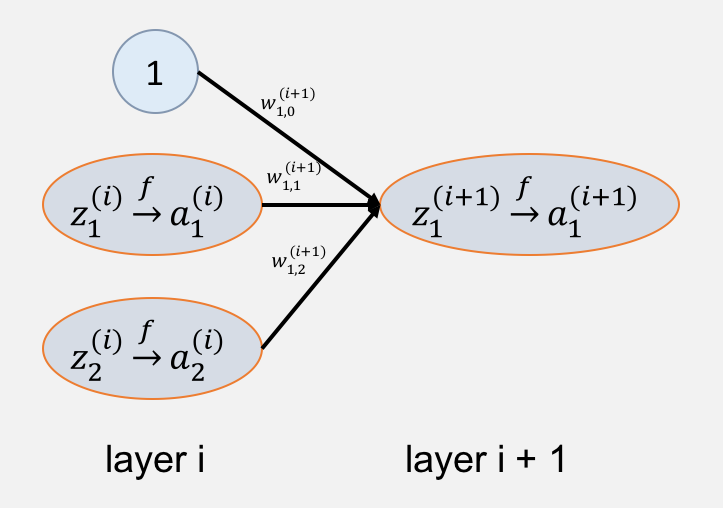 1
w_{1,0}^{(i+1)}
w_{1,1}^{(i+1)}
z_1^{(i)} \xrightarrow{f} a_1^{(i)}
z_1^{(i+1)} \xrightarrow{f} a_1^{(i+1)}
w_{1,2}^{(i+1)}
z_2^{(i)} \xrightarrow{f} a_2^{(i)}
layer i
layer i + 1